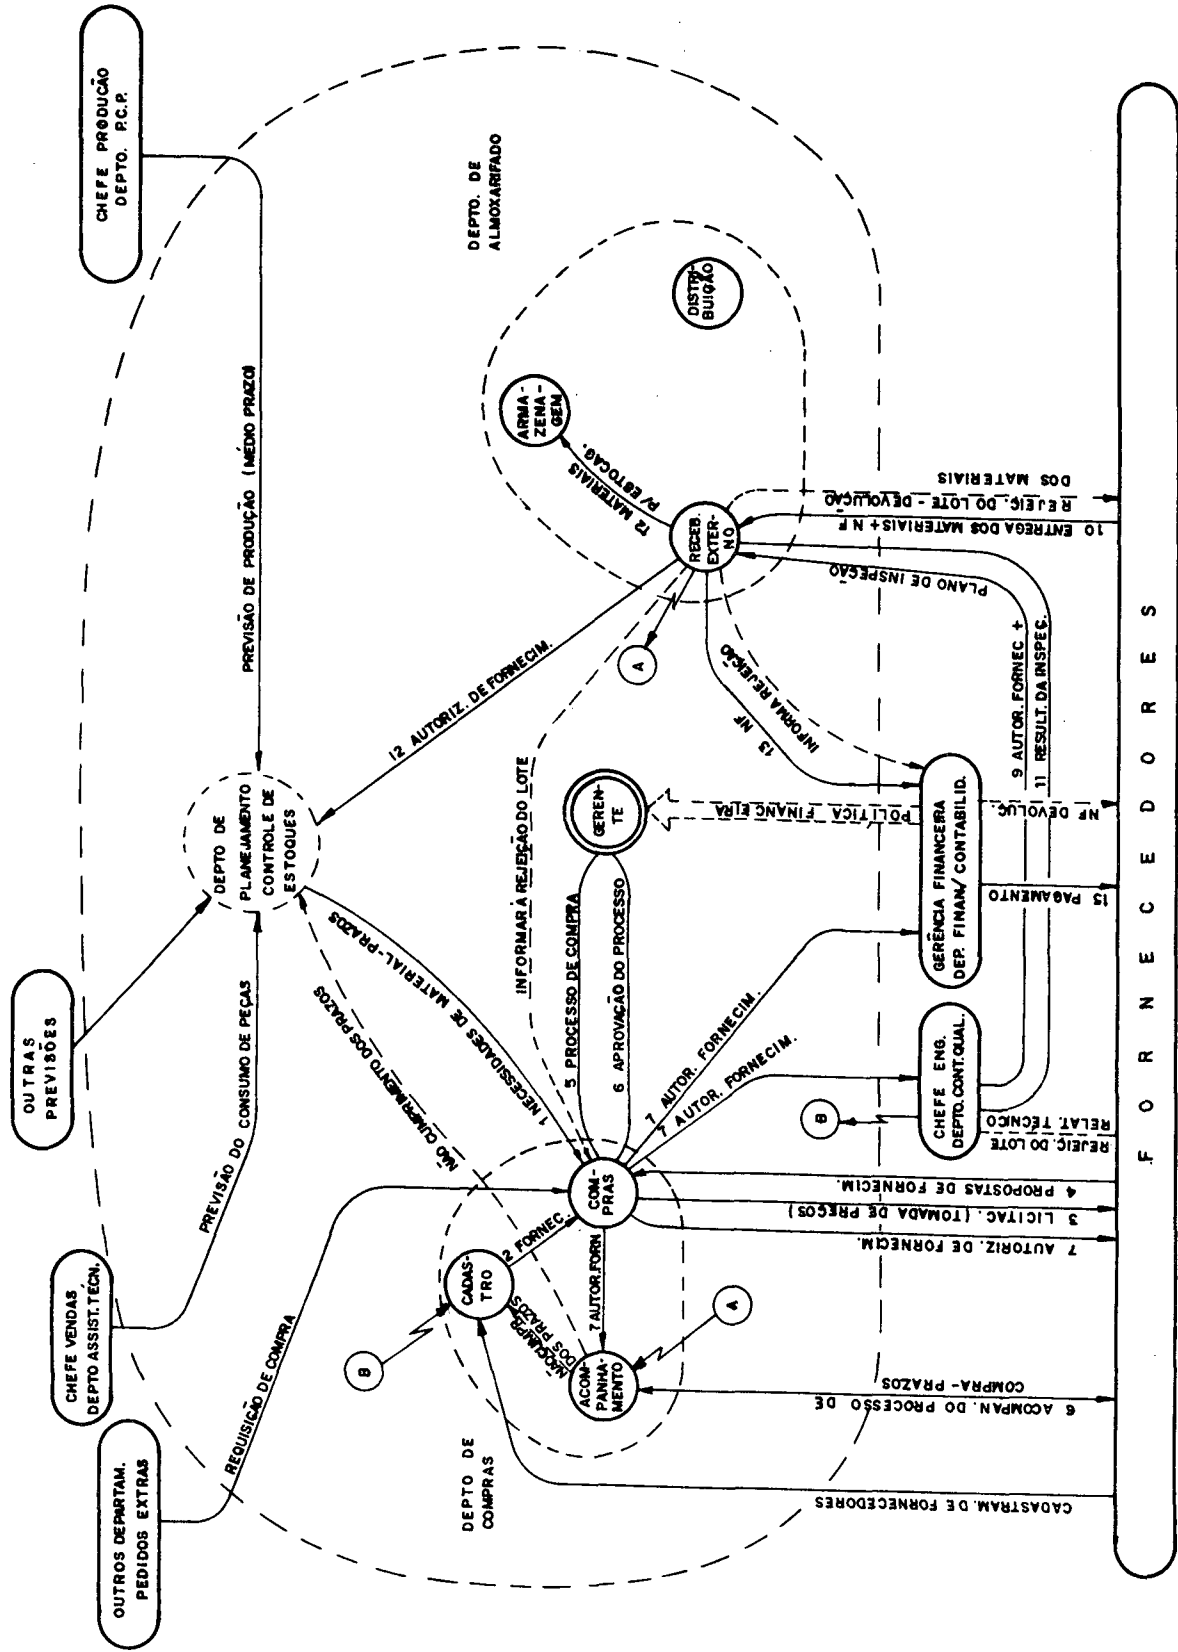 OUTROS DEPARTAM.
PEDIDOS EXTRAS
CHEFE VENDAS
DEPTO ASSIST. TÉCN.
OUTRAS
PREVISÕES
CHEFE PRODUCÃO
DEPTO. P.C.P.
REQUISIÇÃO DE COMPRA
PREVISÃO DO CONSUMO DE PEÇAS
PREVISÃO DE PRODUÇÃO (MÉDIO PRAZO)
DEPTO DE
PLANEJAMENTO
CONTROLE DE
ESTOQUES
NÃO CUMPRIMENTO DOS PRAZOS
1 NECESSIDADES DE MATERIAL-PRAZOS
12 AUTORIZ. DE FORNECIM.
INFORMAR A REJEIÇÃO DO LOTE
DEPTO. DE
ALMOXARIFADO
DEPTO DE
COMPRAS
B
CADAS-
TRO
2 FORNEC.
NÃO CUMPR.
DOS PRAZOS
ACOM-
PANHA-
MENTO
7 AUTOR.FORN
COM-
PRAS
A
5 PROCESSO DE COMPRA
6 APROVAÇÃO DO PROCESSO
GEREN-
TE
A
RECEB.
EXTER-
NO
12 MATERIAIS
P/ ESTOCAG.
ARMA-
ZENA-
GEM
DISTRI-
BUIÇÃO
7 AUTOR. FORNECIM.
7 AUTOR. FORNECIM.
POLÍTICA FINANCEIRA
13 NF
INFORMA REJEIÇÃO
PLANO DE INSPEÇÃO
10 ENTREGA DOS MATERIAIS + NF
REJEIÇ. DO LOTE - DEVOLUÇÃO
DOS MATERIAIS
B
CHEFE ENG.
DEPTO. CONT. QUAL.
GERÊNCIA FINANCEIRA
DEP. FINAN/ CONTABILID.
9 AUTOR. FORNEC +
11 RESULT. DA INSPEÇ.
CADASTRAM. DE FORNECEDORES
6 ACOMPAN. DO PROCESSO DE
COMPRA - PRAZOS
7 AUTORIZ. DE FORNECIM.
3 LICITAC. (TOMADA DE PREÇOS)
4 PROPOSTAS DE FORNECIM.
REJEIÇ. DO LOTE
RELAT. TÉCNICO
15 PAGAMENTO
NF DEVOLUÇ.
FORNECEDORES